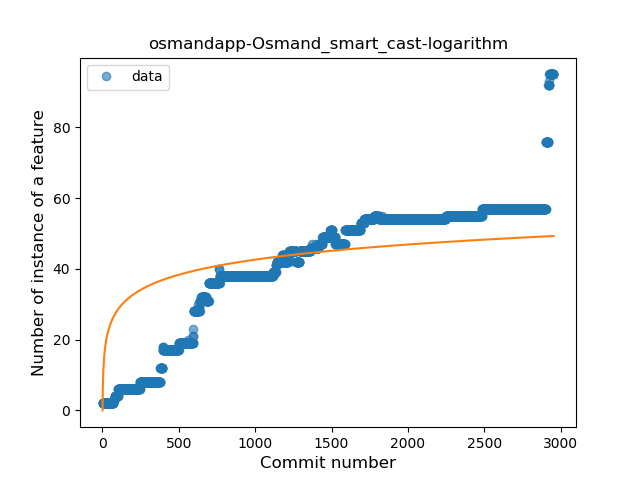 osmandapp-Osmand_smart_cast-logarithm
data
Number of instance of a feature
80
60
40
20
0
0 500 1000 1500 2000 2500 3000
Commit number